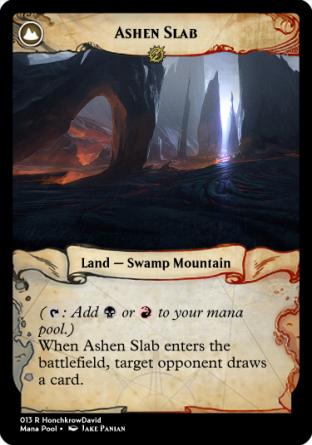 ASHEN SLAB
Land — Swamp Mountain
( : Add or to your mana
pool.)
When Ashen Slab enters the
battlefield, target opponent draws
a card.
013 R HonchkrowDavid
Mana Pool • JAKE PANIAN